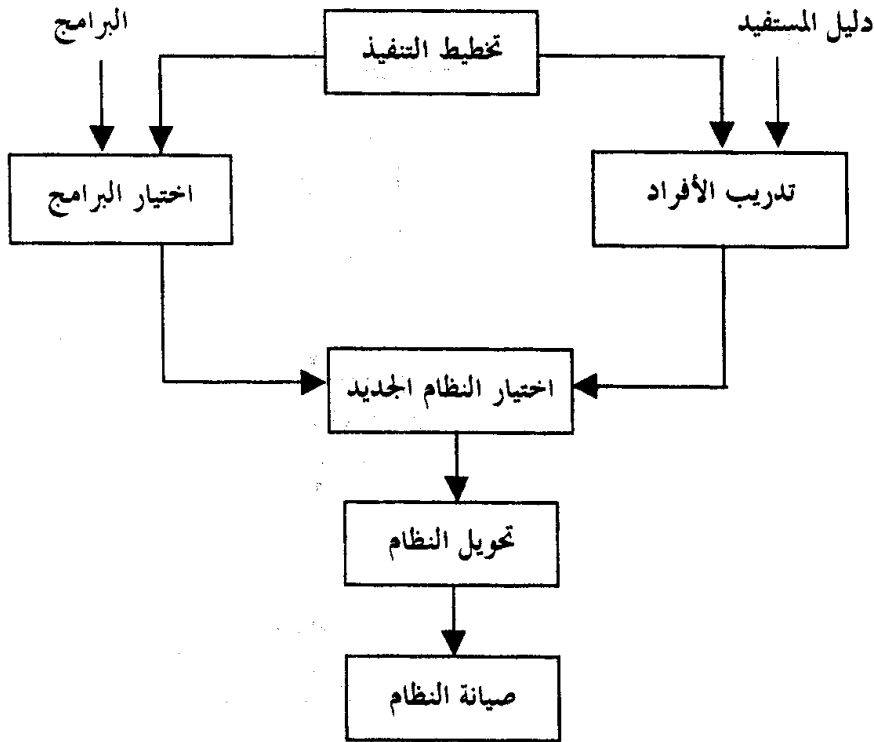 دليل المستفيد
تخطيط التنفيذ
البرامج
تدريب الأفراد
اختيار البرامج
اختيار النظام الجديد
تحويل النظام
صيانة النظام